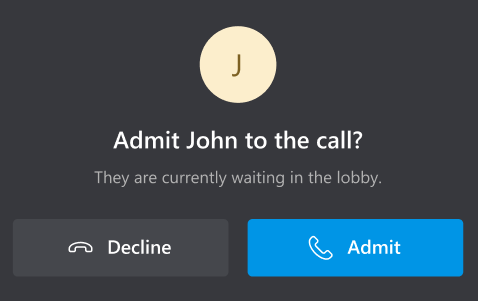 J
Admit John to the call?
They are currently waiting in the lobby.
Decline
Admit